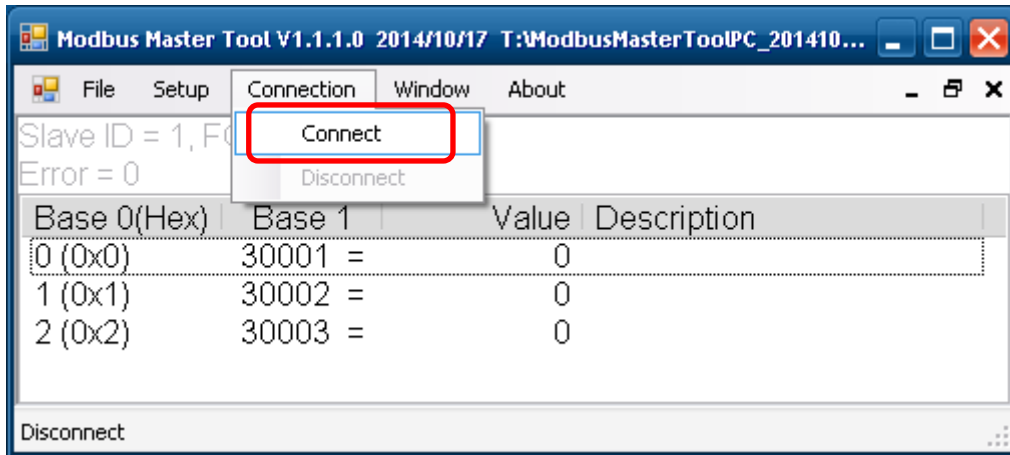 Modbus Master Tool V1.1.1.0 2014/10/17 T:\ModbusMasterToolPC_201410...
File Setup Connection Window About
Connect
Disconnect
Slave ID = 1, F
Error = 0
Base 0(Hex) Base 1 Value Description
0 (0x0) 30001 = 0
1 (0x1) 30002 = 0
2 (0x2) 30003 = 0
Disconnect